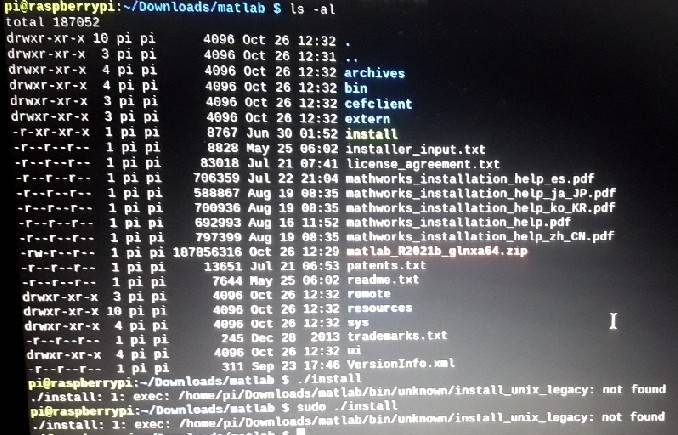 pi@raspberrypi:~/Downloads/matlab $ ls -al
total 187052
drwxr-xr-x 10 pi pi 4096 Oct 26 12:32 .
drwxr-xr-x 3 pi pi 4096 Oct 26 12:31 ..
drwxr-xr-x 4 pi pi 4096 Oct 26 12:32 archives
drwxr-xr-x 4 pi pi 4096 Oct 26 12:32 bin
drwxr-xr-x 3 pi pi 4096 Oct 26 12:32 cefclient
drwxr-xr-x 3 pi pi 4096 Oct 26 12:32 extern
-r-xr-xr-x 1 pi pi 8767 Jun 30 01:52 install
-r--r--r-- 1 pi pi 8828 May 25 06:02 installer_input.txt
-r--r--r-- 1 pi pi 83018 Jul 21 07:41 license_agreement.txt
-r--r--r-- 1 pi pi 706359 Jul 22 21:04 mathworks_installation_help_es.pdf
-r--r--r-- 1 pi pi 588867 Aug 19 08:35 mathworks_installation_help_ja_JP.pdf
-r--r--r-- 1 pi pi 700936 Aug 19 08:35 mathworks_installation_help_ko_KR.pdf
-r--r--r-- 1 pi pi 692993 Aug 16 11:52 mathworks_installation_help.pdf
-r--r--r-- 1 pi pi 797399 Aug 19 08:35 mathworks_installation_help_zh_CN.pdf
-rw-r--r-- 1 pi pi 187856316 Oct 26 12:29 matlab_R2021b_glnxa64.zip
-r--r--r-- 1 pi pi 13651 Jul 21 06:53 patents.txt
-r--r--r-- 1 pi pi 7644 May 25 06:02 readme.txt
drwxr-xr-x 3 pi pi 4096 Oct 26 12:32 remote
drwxr-xr-x 10 pi pi 4096 Oct 26 12:32 resources
drwxr-xr-x 4 pi pi 4096 Oct 26 12:32 sys
-r--r--r-- 1 pi pi 245 Dec 28 2013 trademarks.txt
drwxr-xr-x 4 pi pi 4096 Oct 26 12:32 ui
-r--r--r-- 1 pi pi 311 Sep 23 17:46 VersionInfo.xml
pi@raspberrypi:~/Downloads/matlab $ ./install
./install: 1: exec: /home/pi/Downloads/matlab/bin/unknown/install_unix_legacy: not found
pi@raspberrypi:~/Downloads/matlab $ sudo ./install
./install: 1: exec: /home/pi/Downloads/matlab/bin/unknown/install_unix_legacy: not found